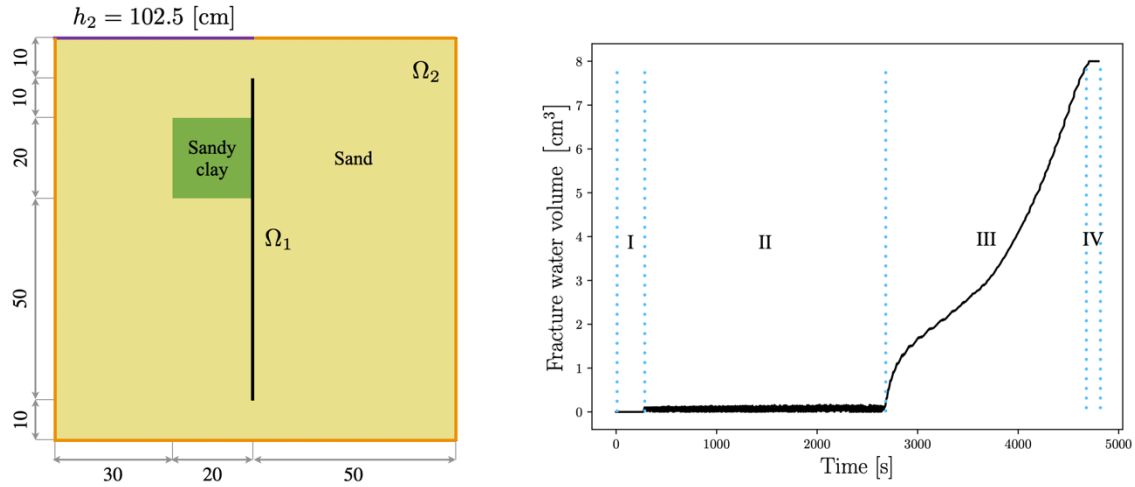 h₂ = 102.5 [cm]
10
10
20
50
10
Ω₂
Sandy
clay
Sand
Ω₁
30
20
50
Fracture water volume [cm³]
8
7
6
5
4
3
2
1
0
I
II
III
IV
0
1000
2000
3000
4000
5000
Time [s]